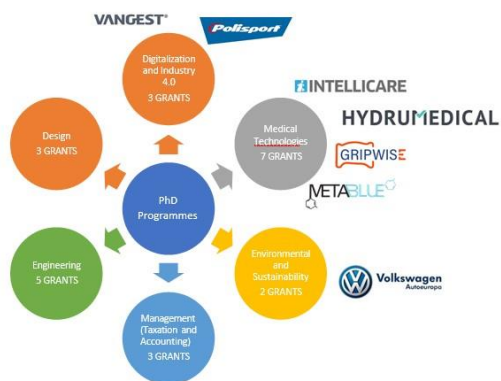 VANGEST®
Polisport
Digitalization
and Industry
4.0
3 GRANTS
INTELLICARE
HYDRUMEDICAL
GRIPWISE
METABLUE
Medical
Technologies
7 GRANTS
Design
3 GRANTS
PhD
Programmes
Engineering
5 GRANTS
Environmental
and
Sustainability
2 GRANTS
Volkswagen
Autoeuropa
Management
(Taxation and
Accounting)
3 GRANTS